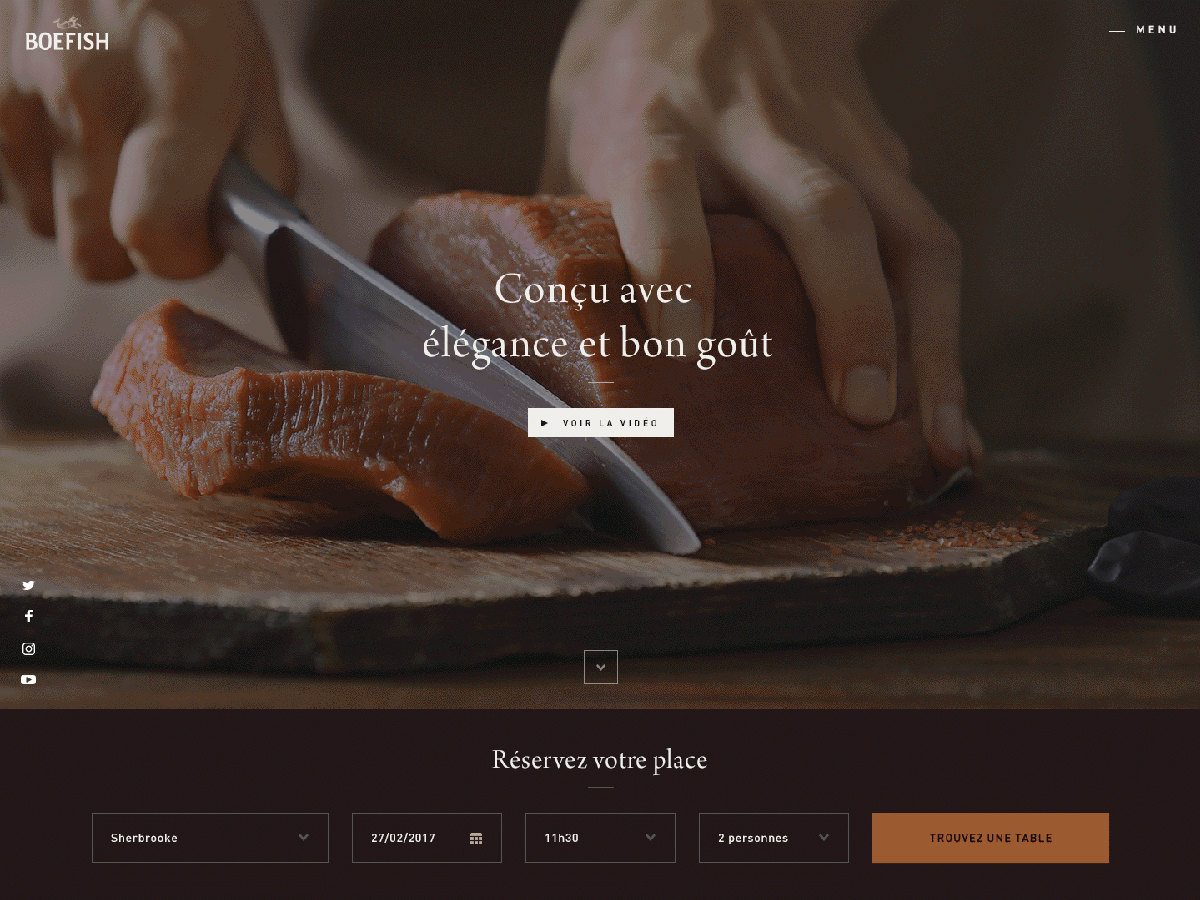 BOEFISH
MENU
Conçu avec
élégance et bon goût
VOIR LA VIDÉO
Réservez votre place
Sherbrooke
27/02/2017
11h30
2 personnes
TROUVEZ UNE TABLE